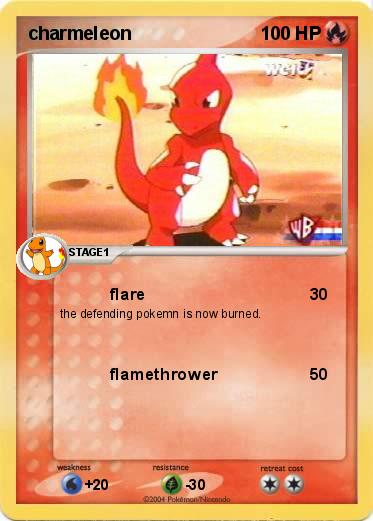 charmeleon 100 HP
WB
STAGE1
flare 30
the defending pokemn is now burned.
flamethrower 50
weakness resistance retreat cost
+20 -30
©2004 Pokémon/Nintendo